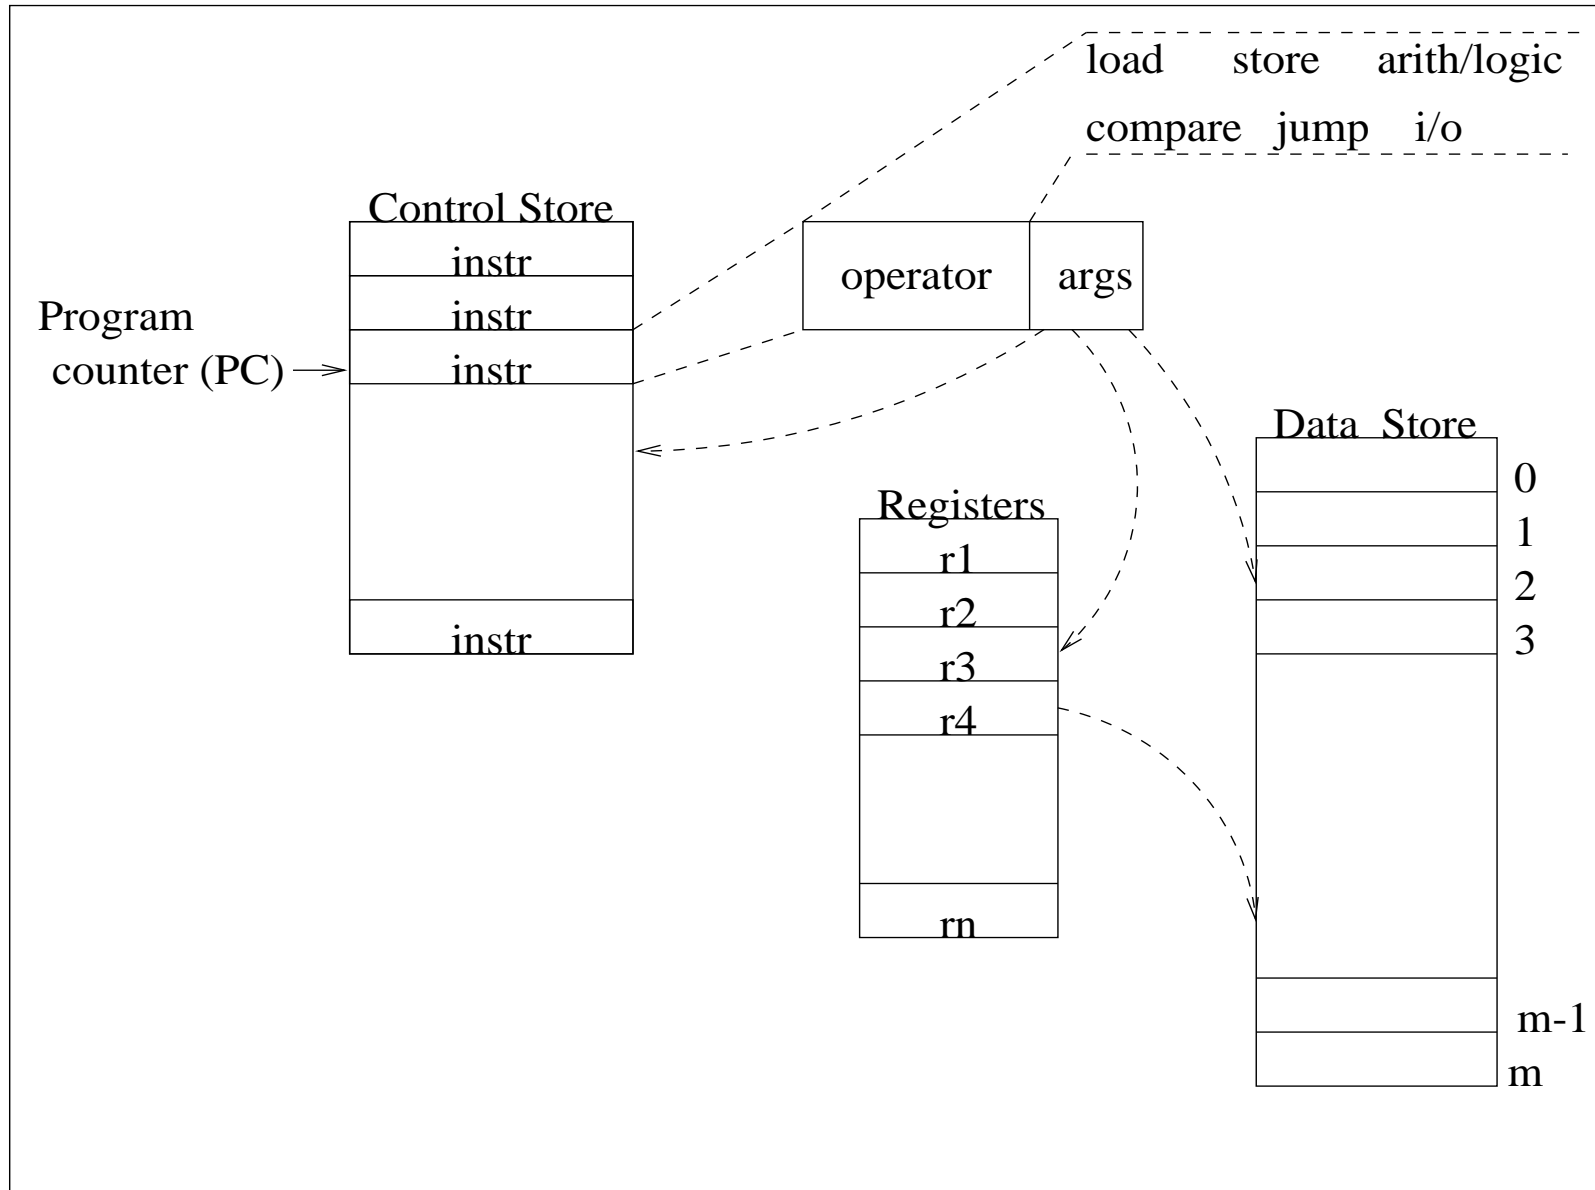 load store arith/logic
compare jump i/o
Control Store
instr
instr
instr
instr
Program
counter (PC)
operator args
Registers
r1
r2
r3
r4
rn
Data Store
0
1
2
3
m-1
m